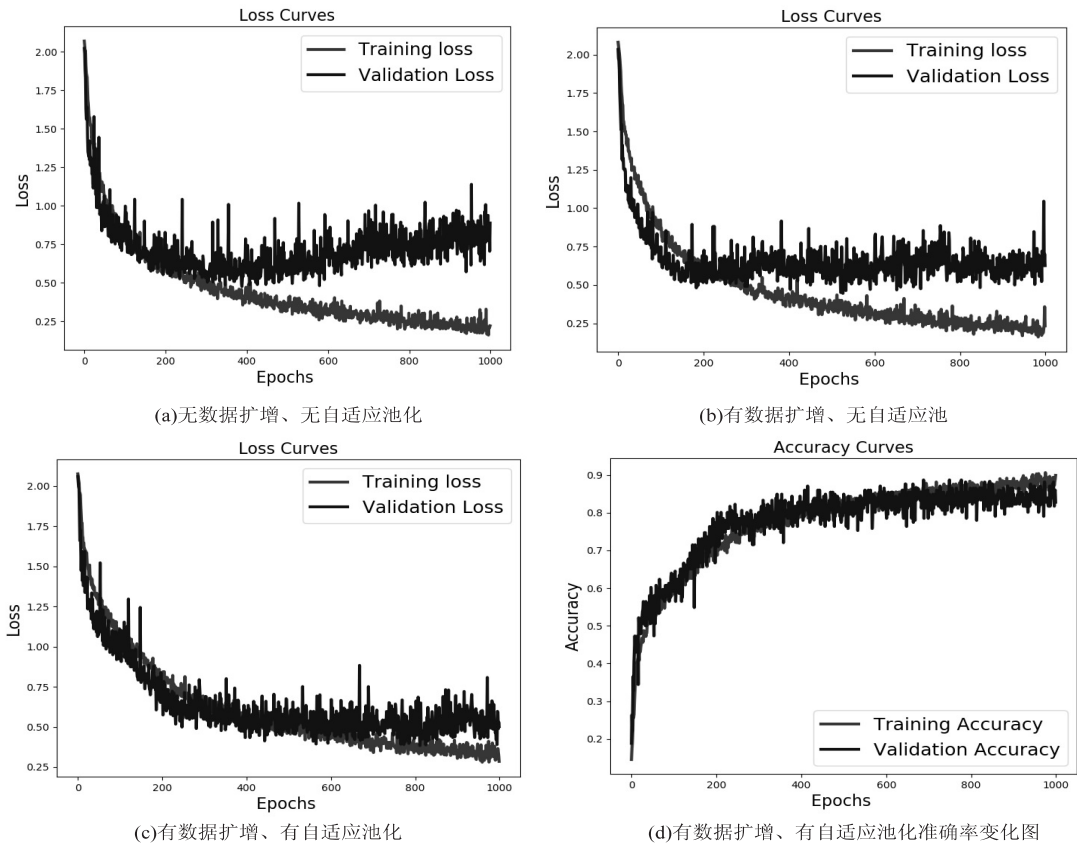 Loss Curves
Training loss
Validation Loss
Loss
2.00
1.75
1.50
1.25
1.00
0.75
0.50
0.25
0
200
400
600
800
1000
Epochs
(a)无数据扩增、无自适应池化
Loss Curves
Training loss
Validation Loss
Loss
2.00
1.75
1.50
1.25
1.00
0.75
0.50
0.25
0
200
400
600
800
1000
Epochs
(b)有数据扩增、无自适应池
Loss Curves
Training loss
Validation Loss
Loss
2.00
1.75
1.50
1.25
1.00
0.75
0.50
0.25
0
200
400
600
800
1000
Epochs
(c)有数据扩增、有自适应池化
Accuracy Curves
Accuracy
0.9
0.8
0.7
0.6
0.5
0.4
0.3
0.2
Training Accuracy
Validation Accuracy
0
200
400
600
800
1000
Epochs
(d)有数据扩增、有自适应池化准确率变化图